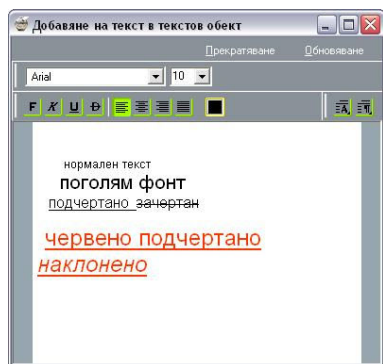 Добавяне на текст в текстов обект
Прекратяване Обновяване
Arial 10
F K U D
нормален текст
поголям фонт
подчертано зачертан
червено подчертано
наклонено